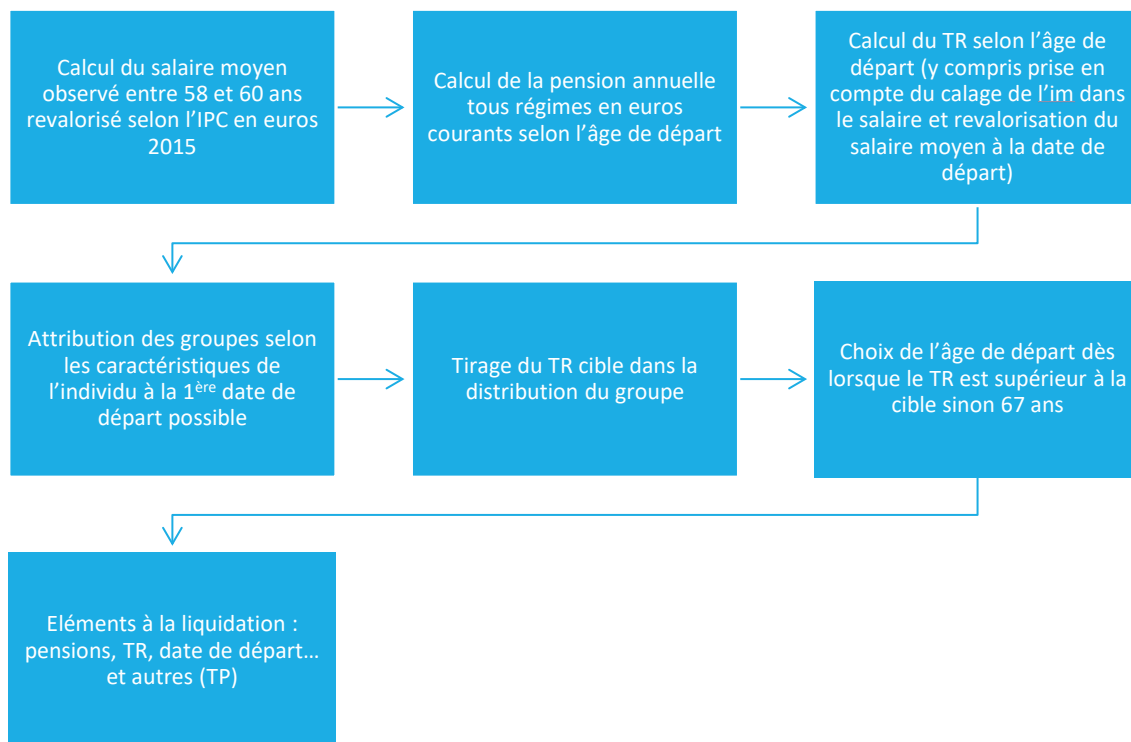 Calcul du salaire moyen
observé entre 58 et 60 ans
revalorisé selon l'IPC en euros
2015
Calcul de la pension annuelle
tous régimes en euros
courants selon l'âge de départ
Calcul du TR selon l'âge de
départ (y compris prise en
compte du calage de l'im dans
le salaire et revalorisation du
salaire moyen à la date de
départ)
Attribution des groupes selon
les caractéristiques de
l'individu à la 1ère date de
départ possible
Tirage du TR cible dans la
distribution du groupe
Choix de l'âge de départ dès
lorsque le TR est supérieur à la
cible sinon 67 ans
Eléments à la liquidation :
pensions, TR, date de départ…
et autres (TP)